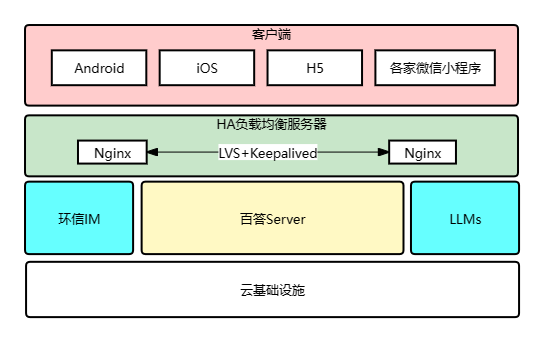 客户端
Android
iOS
H5
各家微信小程序
HA负载均衡服务器
Nginx
LVS+Keepalived
Nginx
环信IM
百答Server
LLMs
云基础设施